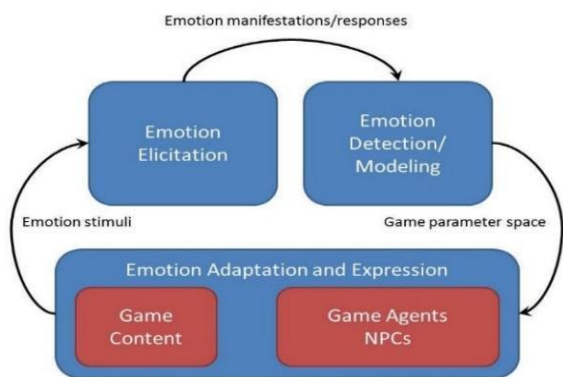 Emotion manifestations/responses
Emotion
Elicitation
Emotion
Detection/
Modeling
Emotion stimuli
Game parameter space
Emotion Adaptation and Expression
Game
Content
Game Agents
NPCs